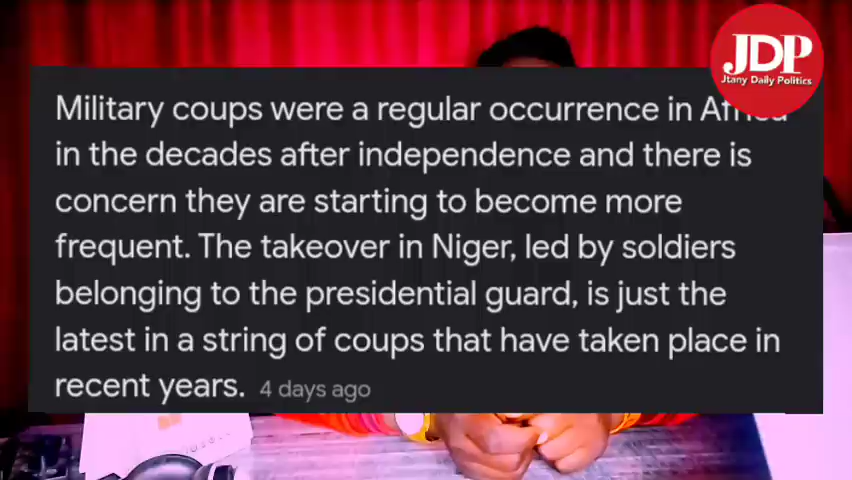 JDP
Jtany Daily Politics
Military coups were a regular occurrence in Africa
in the decades after independence and there is
concern they are starting to become more
frequent. The takeover in Niger, led by soldiers
belonging to the presidential guard, is just the
latest in a string of coups that have taken place in
recent years. 4 days ago